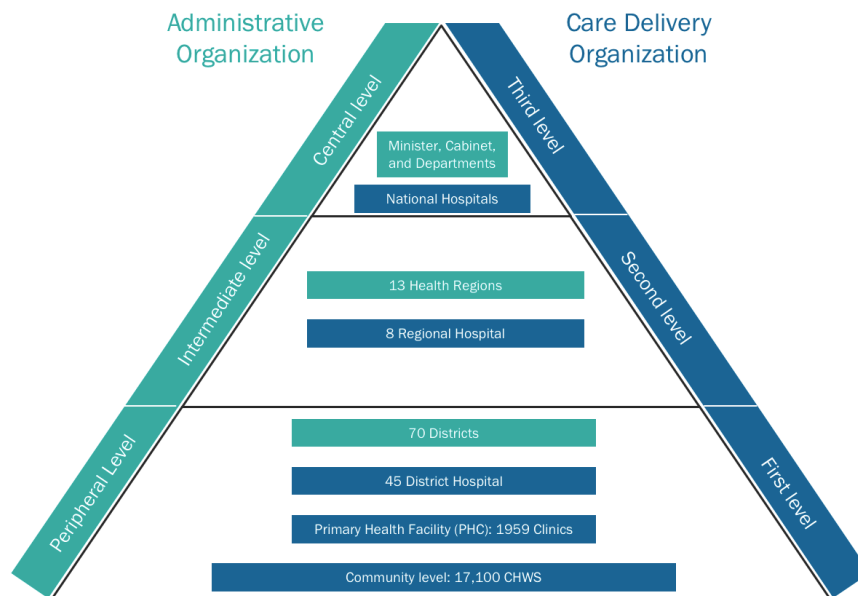 Administrative
Organization
Care Delivery
Organization
Central level
Third level
Minister, Cabinet,
and Departments
National Hospitals
Intermediate level
Second level
13 Health Regions
8 Regional Hospital
Peripheral Level
First level
70 Districts
45 District Hospital
Primary Health Facility (PHC): 1959 Clinics
Community level: 17,100 CHWS